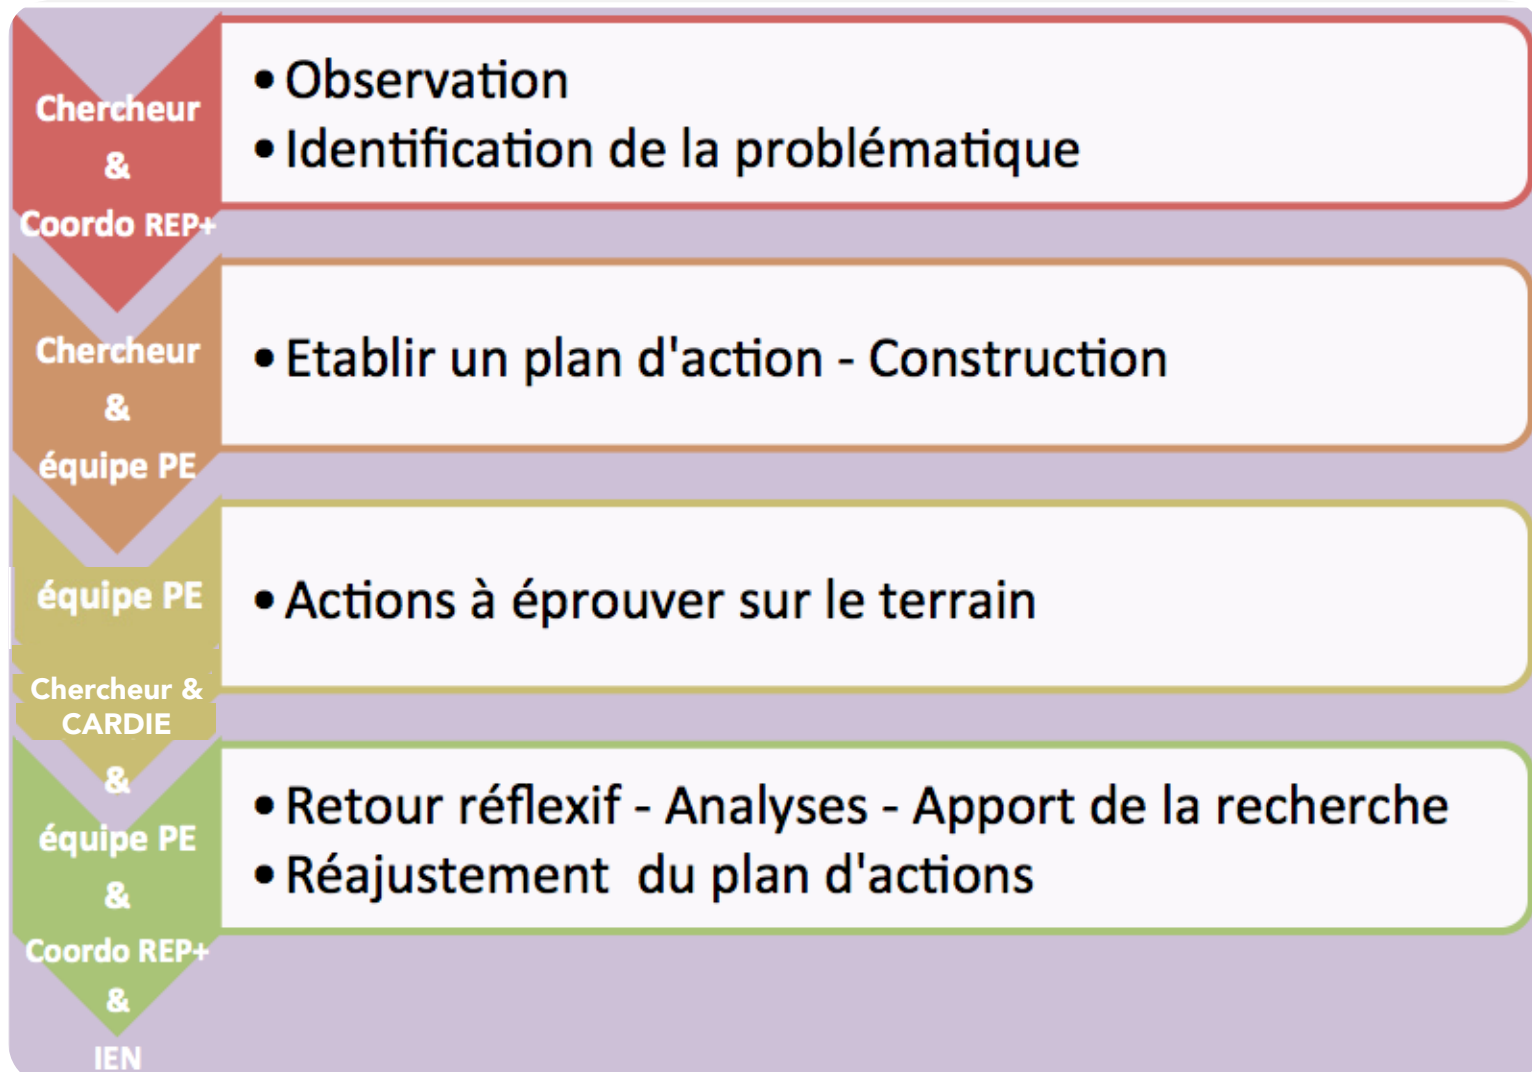 Chercheur
&
Coordo REP+
• Observation
• Identification de la problématique
Chercheur
&
équipe PE
• Etablir un plan d'action - Construction
équipe PE
• Actions à éprouver sur le terrain
Chercheur &
CARDIE
&
équipe PE
&
Coordo REP+
&
IEN
• Retour réflexif - Analyses - Apport de la recherche
• Réajustement  du plan d'actions